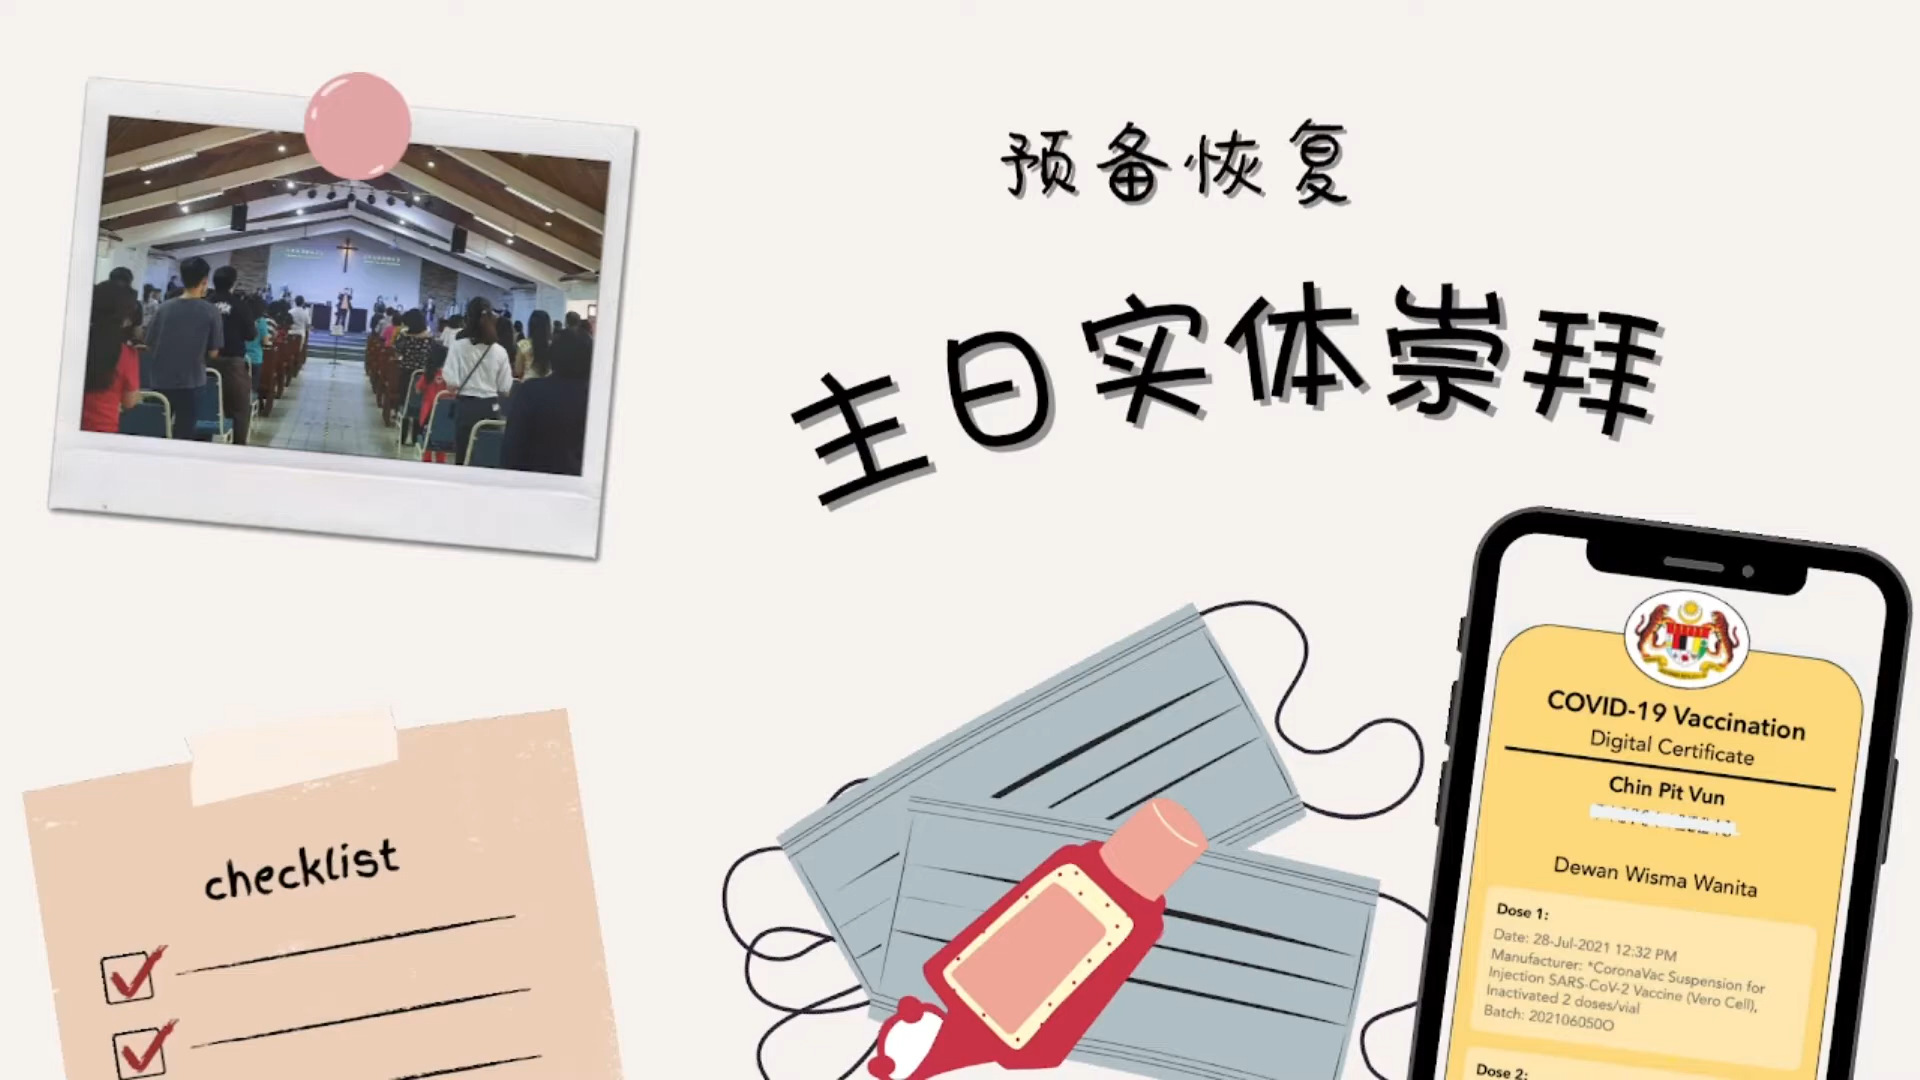 预备恢复
主日实体崇拜
checklist
COVID-19 Vaccination
Digital Certificate
Chin Pit Vun
Dewan Wisma Wanita
Dose 1:
Date: 28-Jul-2021 12:32 PM
Manufacturer: *CoronaVac Suspension for
Injection SARS-CoV-2 Vaccine (Vero Cell),
Inactivated 2 doses/vial
Batch: 202106050O
Dose 2: